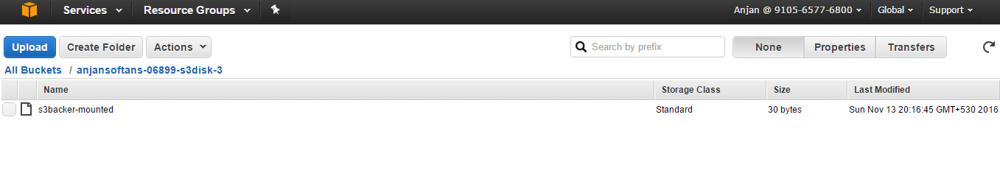 Services Resource Groups Anjan @ 9105-6577-6800 Global Support
Upload Create Folder Actions Search by prefix None Properties Transfers
All Buckets / anjansoftans-06899-s3disk-3
Name Storage Class Size Last Modified
s3backer-mounted Standard 30 bytes Sun Nov 13 20:16:45 GMT+530 2016